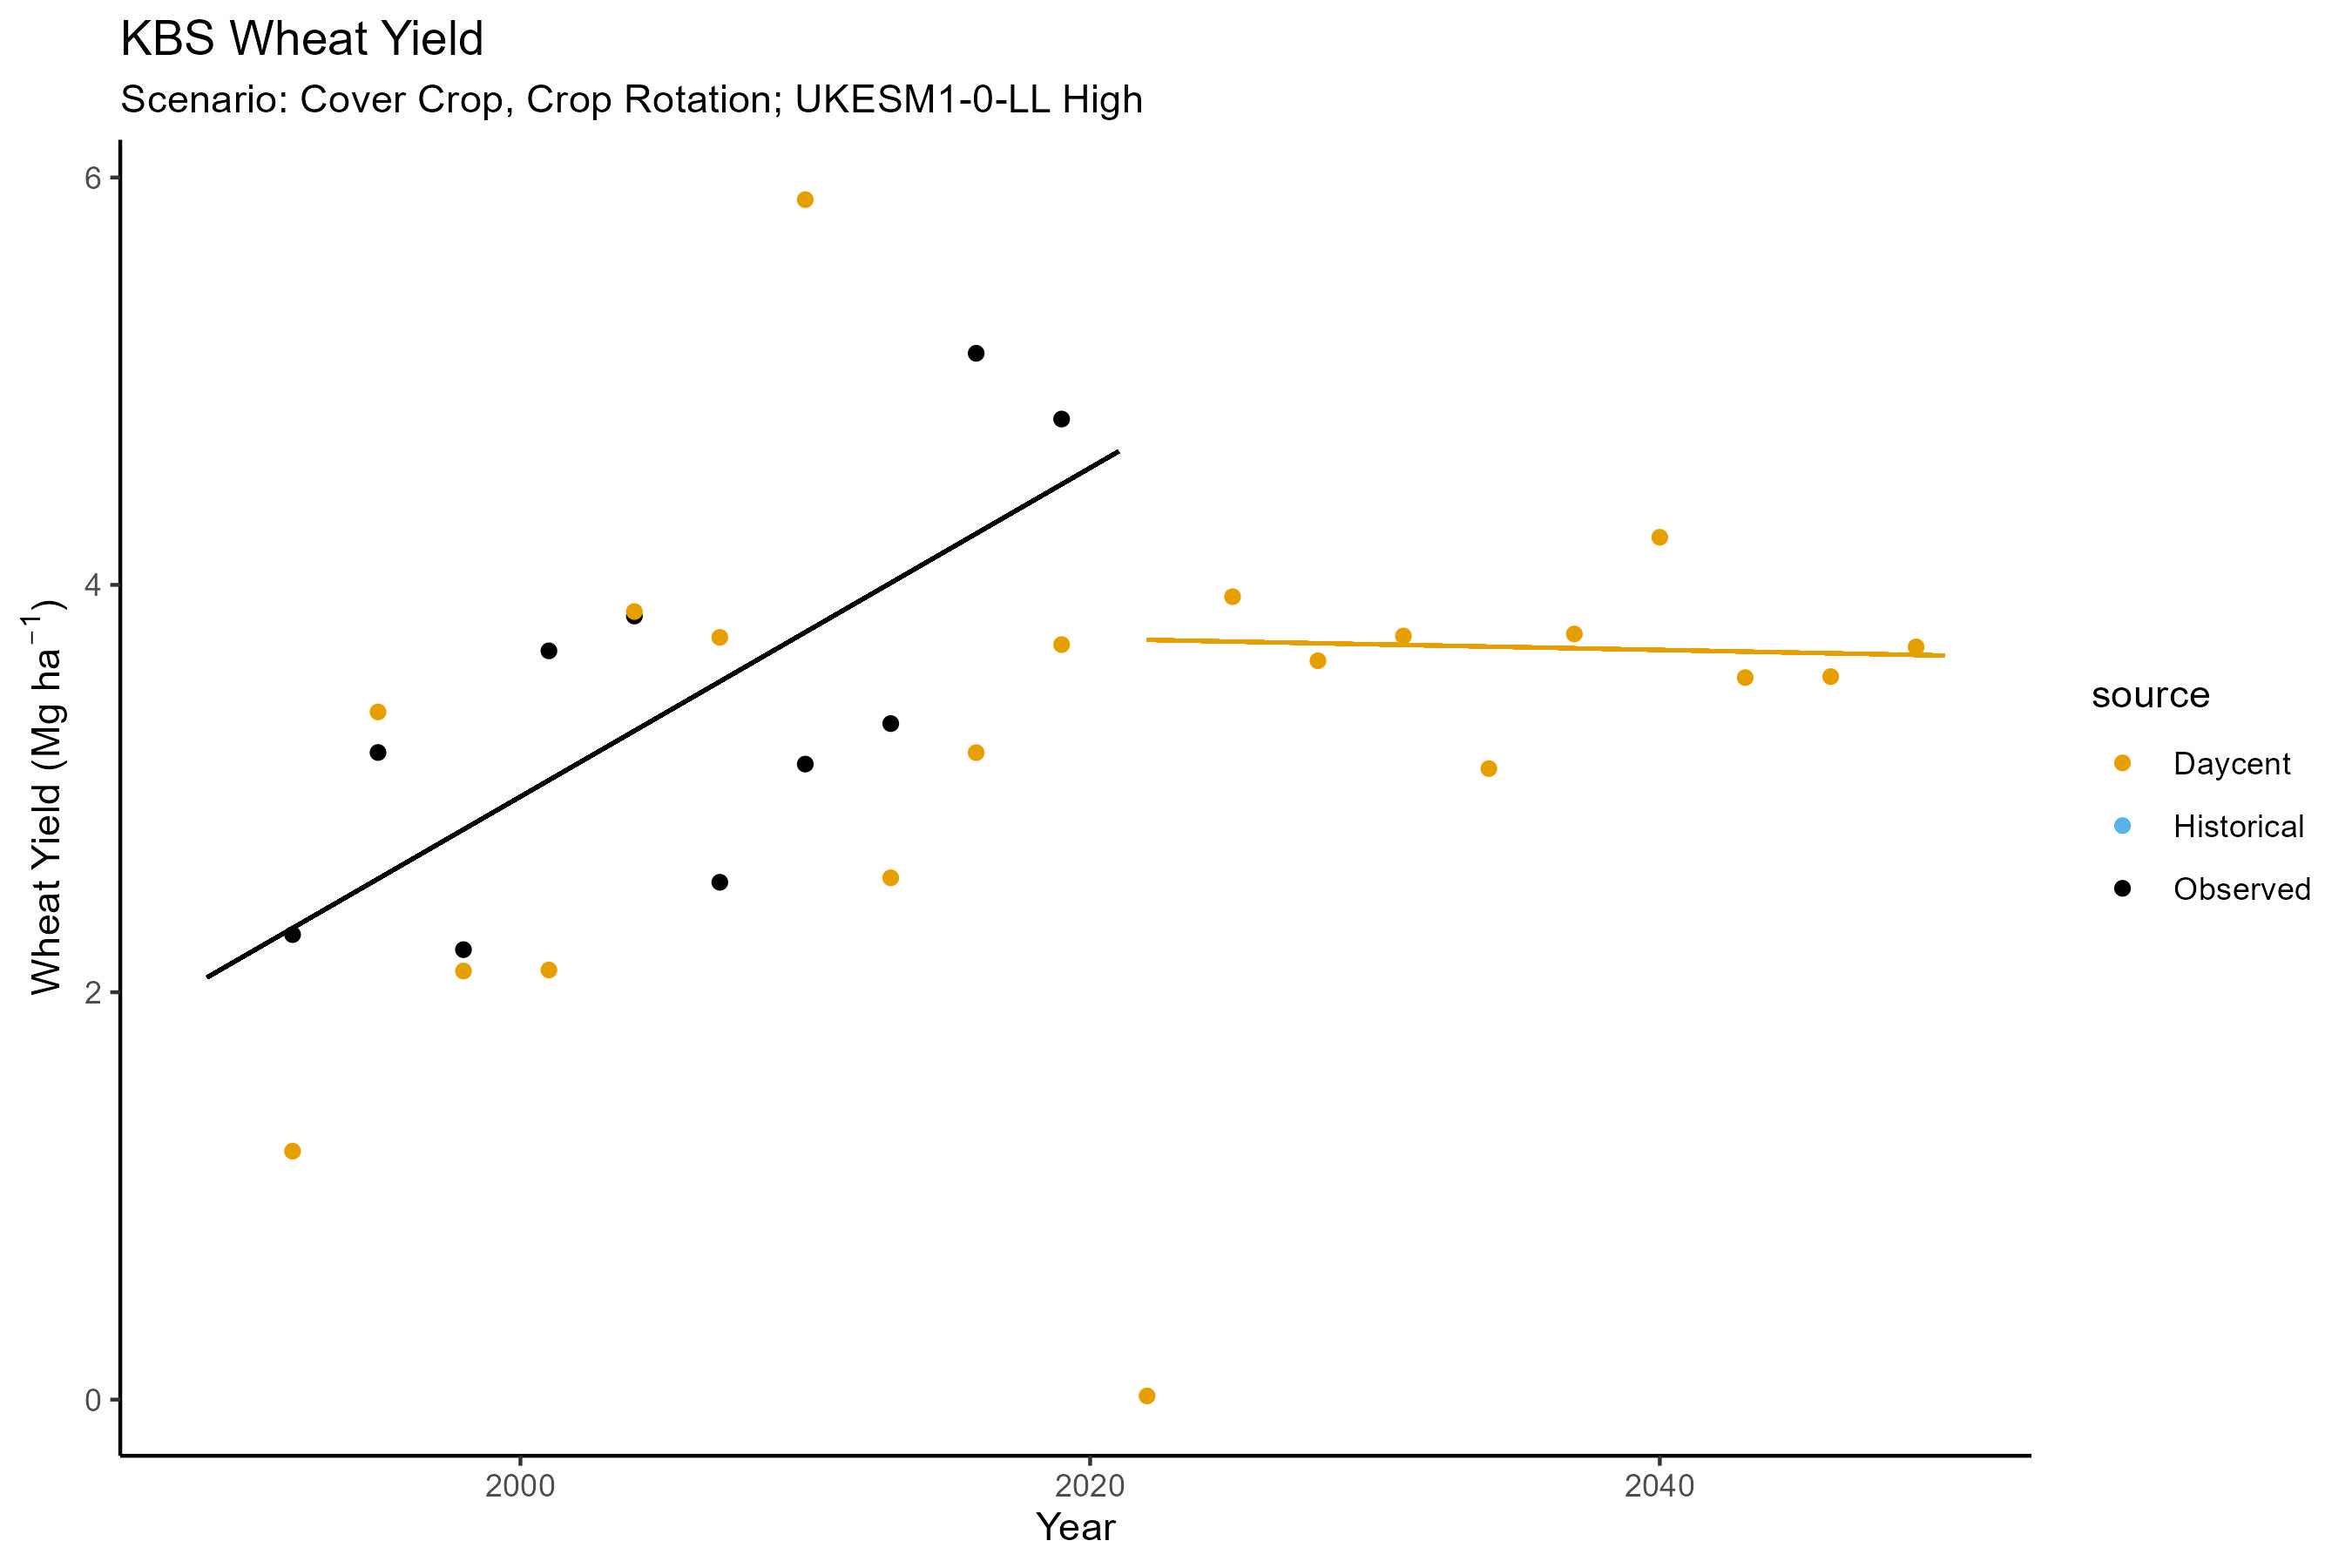 KBS Wheat Yield
Scenario: Cover Crop, Crop Rotation; UKESM1-0-LL High
Wheat Yield (Mg ha⁻¹)
6
4
2
0
2000
2020
2040
Year
source
Daycent
Historical
Observed